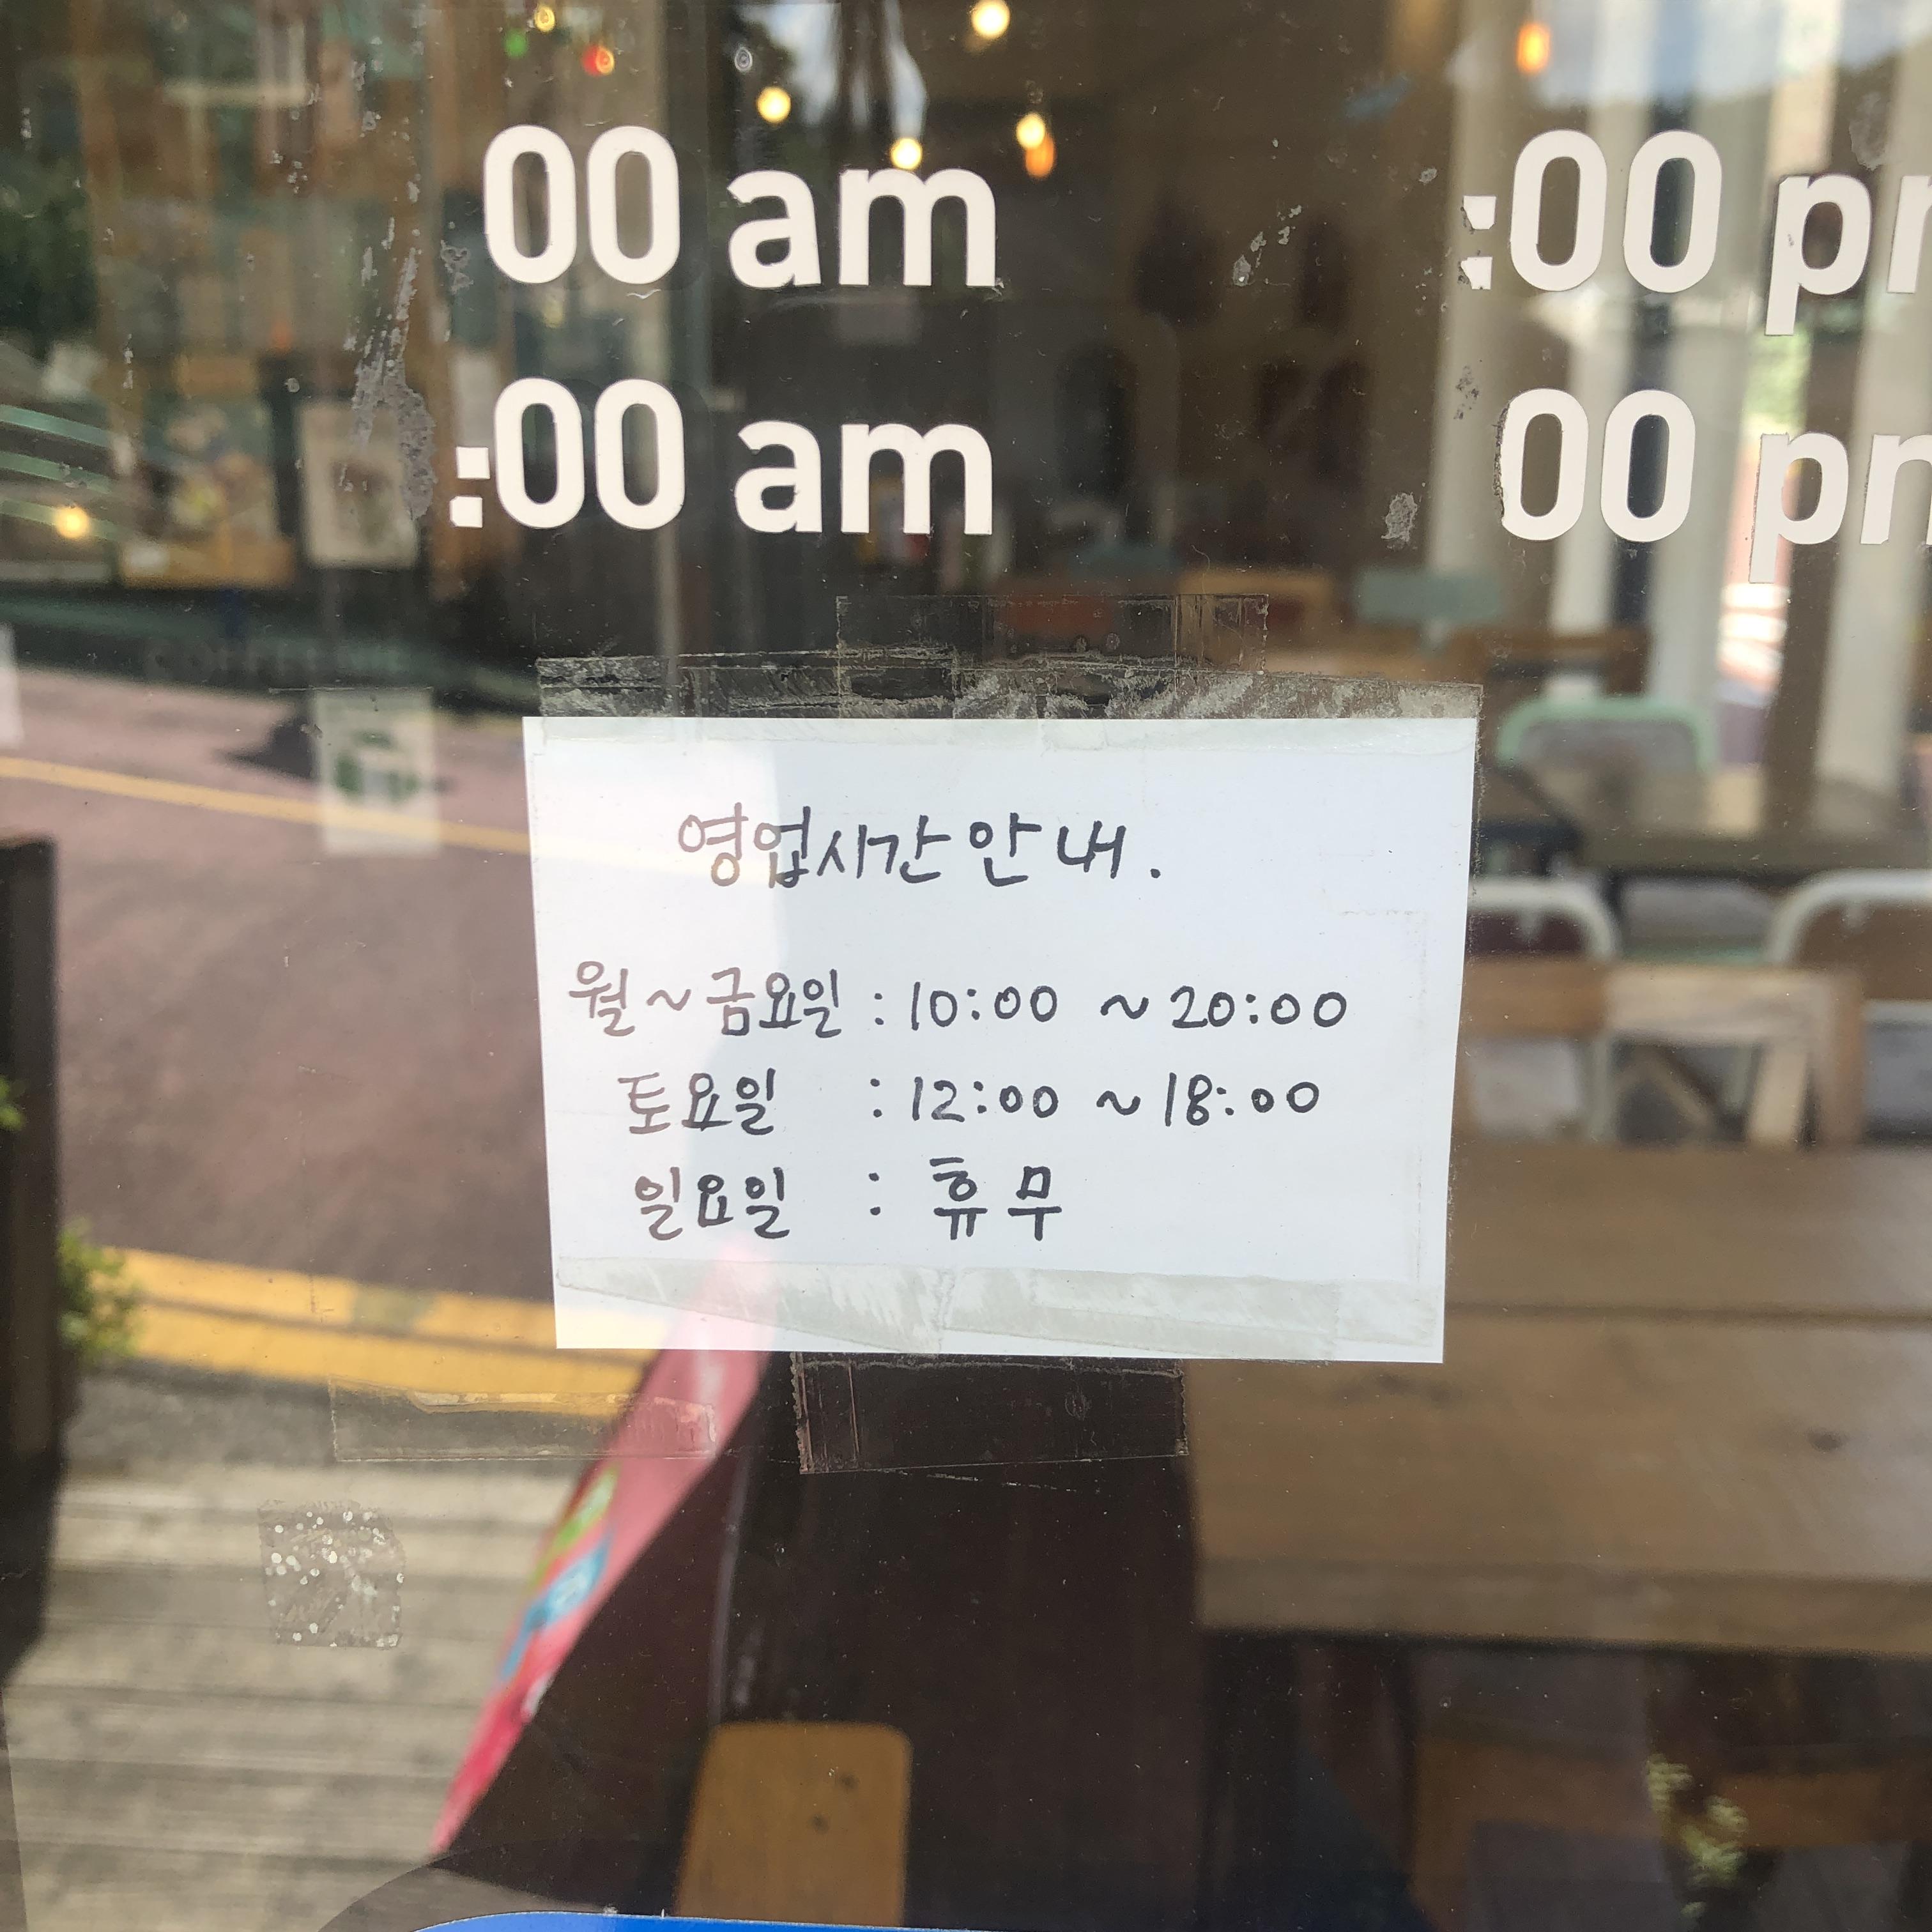 00 am :00 pm
:00 am 00 pm
영업시간 안내.
월~금요일 : 10:00 ~ 20:00
토요일 : 12:00 ~ 18:00
일요일 : 휴무